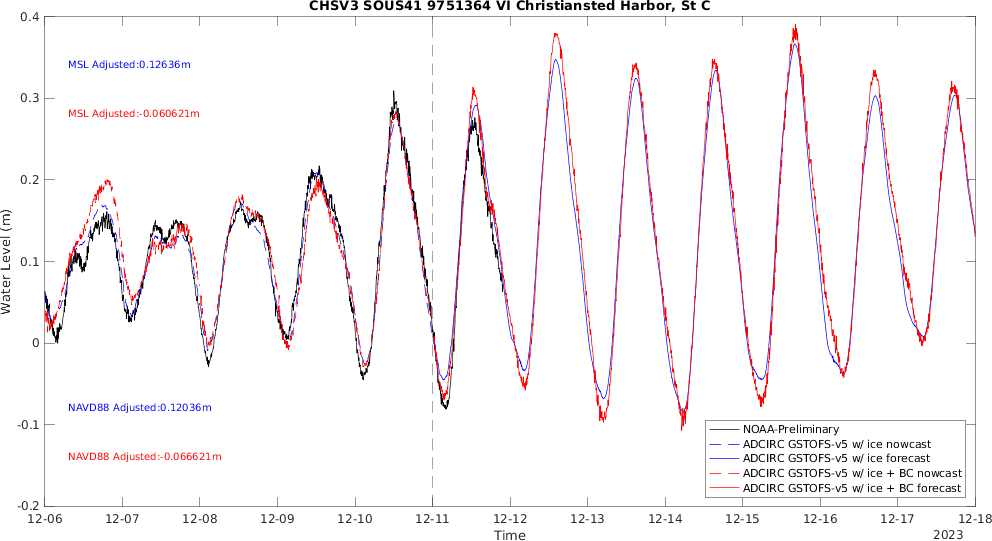 CHSV3 SOUS41 9751364 VI Christiansted Harbor, St C
0.4
0.3
0.2
0.1
0
-0.1
-0.2
Water Level (m)
MSL Adjusted:0.12636m
MSL Adjusted:-0.060621m
NAVD88 Adjusted:0.12036m
NAVD88 Adjusted:-0.066621m
NOAA-Preliminary
ADCIRC GSTOFS-v5 w/ ice nowcast
ADCIRC GSTOFS-v5 w/ ice forecast
ADCIRC GSTOFS-v5 w/ ice + BC nowcast
ADCIRC GSTOFS-v5 w/ ice + BC forecast
12-06 12-07 12-08 12-09 12-10 12-11 12-12 12-13 12-14 12-15 12-16 12-17 12-18
Time
2023